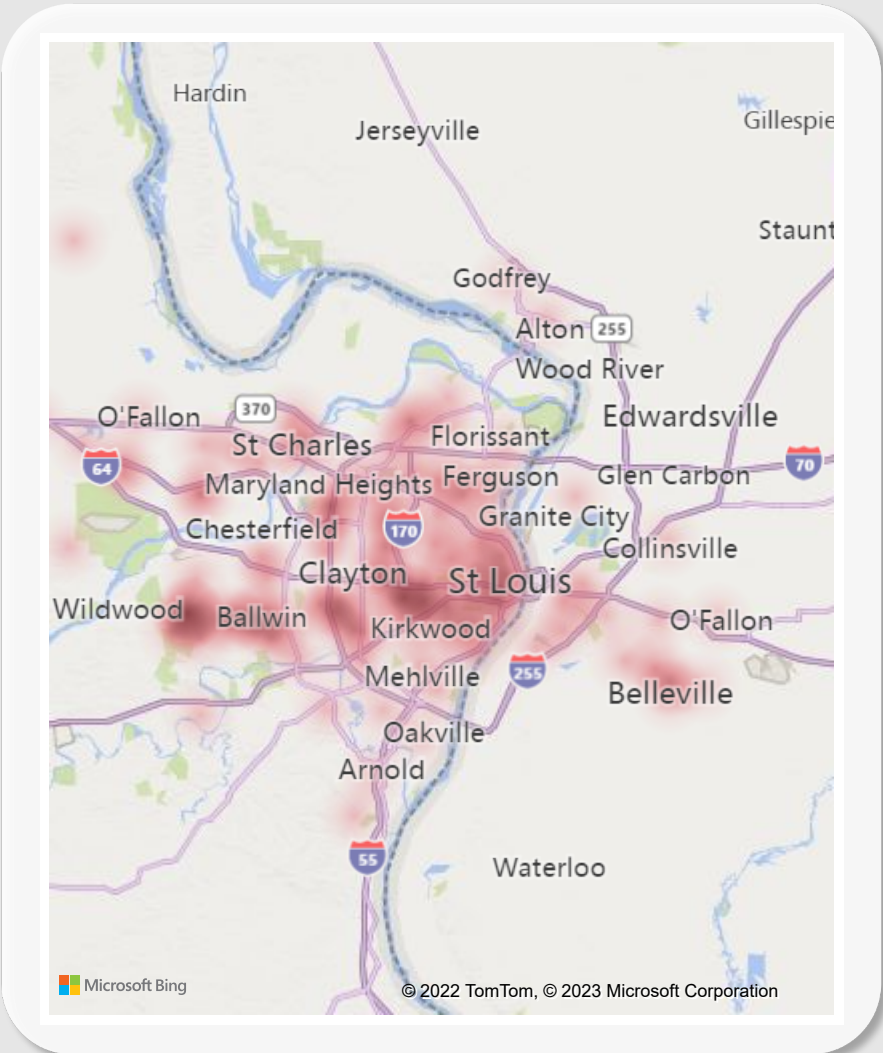 Hardin
Gillespie
Jerseyville
Staunt
Godfrey
Alton 255
Wood River
370
O'Fallon
Edwardsville
St Charles
Florissant
64
70
Maryland Heights
Ferguson
Glen Carbon
Granite City
Chesterfield
170
Collinsville
Clayton
St Louis
Wildwood
Ballwin
O'Fallon
Kirkwood
Mehlville
255
Belleville
Oakville
Arnold
55
Waterloo
Microsoft Bing
© 2022 TomTom, © 2023 Microsoft Corporation